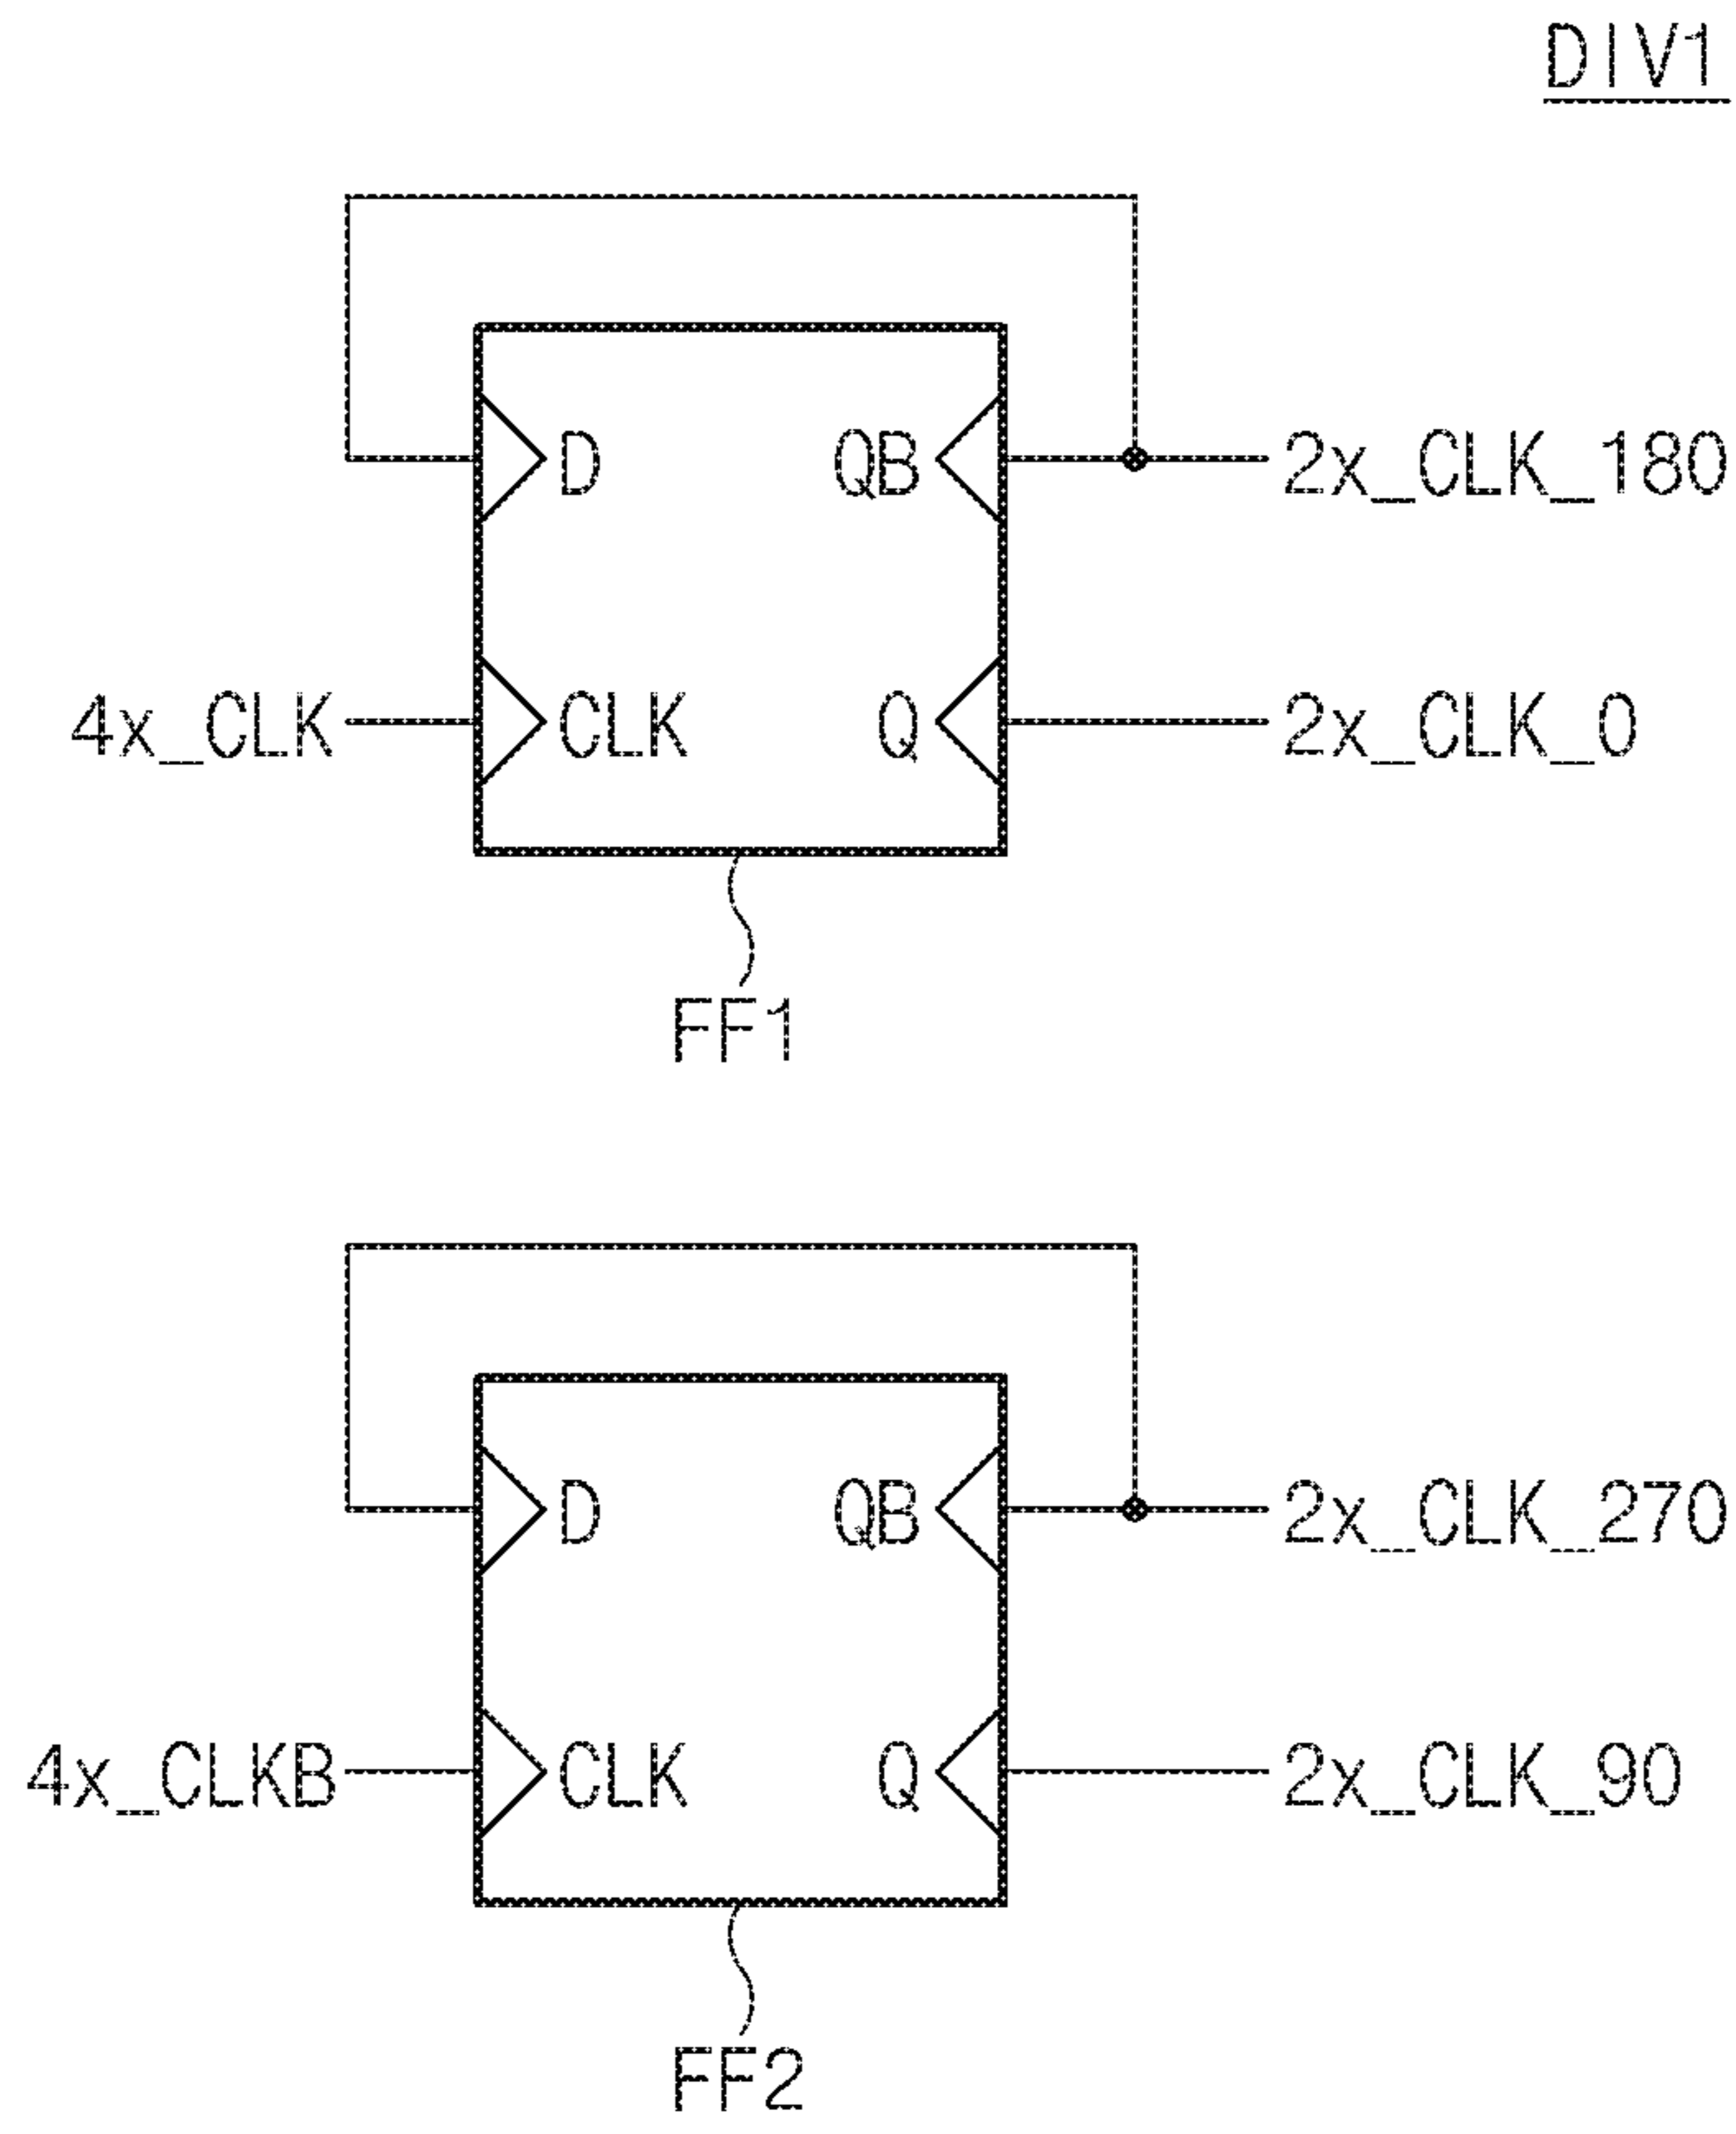 DIV1
D QB 2x_CLK_180
4x_CLK CLK Q 2x_CLK_0
FF1
D QB 2x_CLK_270
4x_CLKB CLK Q 2x_CLK_90
FF2